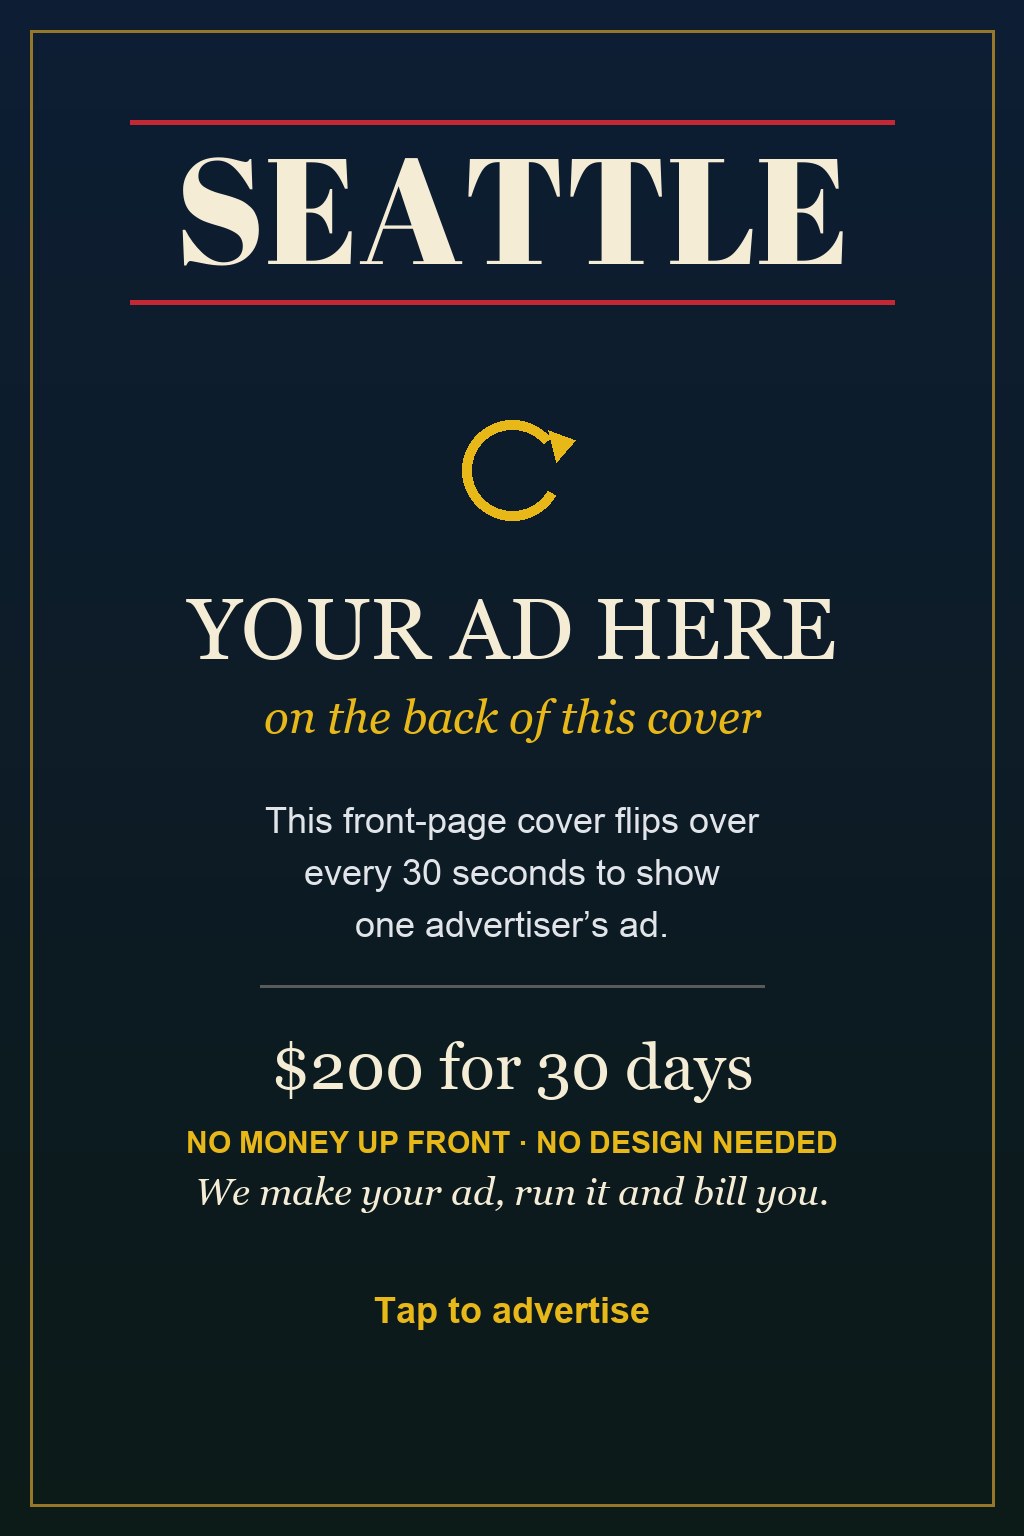 SEATTLE
YOUR AD HERE
on the back of this cover
This front-page cover flips over
every 30 seconds to show
one advertiser’s ad.
$200 for 30 days
NO MONEY UP FRONT · NO DESIGN NEEDED
We make your ad, run it and bill you.
Tap to advertise